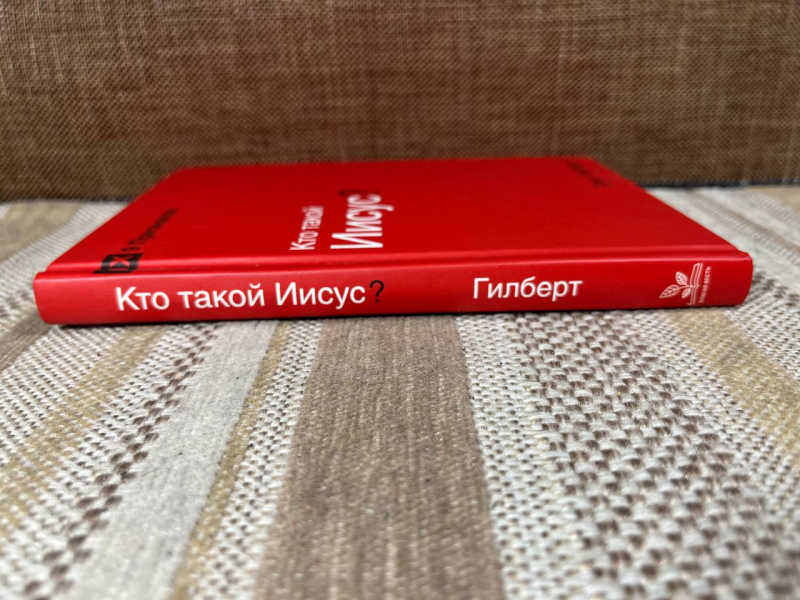 Кто такой
Иисус?
Кто такой Иисус?
Гилберт